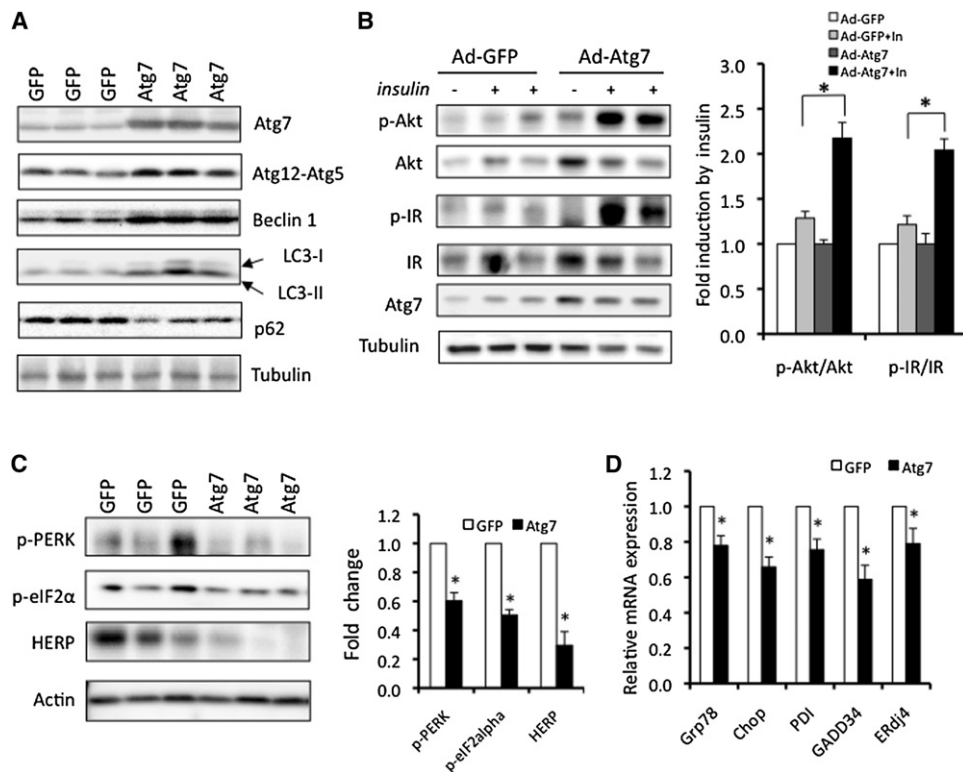 A
GFP GFP GFP Atg7 Atg7 Atg7
Atg7
Atg12-Atg5
Beclin 1
LC3-I
LC3-II
p62
Tubulin
B
Ad-GFP Ad-Atg7
insulin - + + - + +
p-Akt
Akt
p-IR
IR
Atg7
Tubulin
Ad-GFP
Ad-GFP+In
Ad-Atg7
Ad-Atg7+In
Fold induction by insulin
3.0
2.5
2.0
1.5
1.0
0.5
0.0
* *
p-Akt/Akt p-IR/IR
C
GFP GFP GFP Atg7 Atg7 Atg7
p-PERK
p-eIF2α
HERP
Actin
GFP Atg7
Fold change
1.2
1.0
0.8
0.6
0.4
0.2
0.0
* * *
p-PERK p-eIF2alpha HERP
D
GFP Atg7
Relative mRNA expression
1.2
1.0
0.8
0.6
0.4
0.2
0.0
* * * * *
Grp78 Chop PDI GADD34 ERdj4